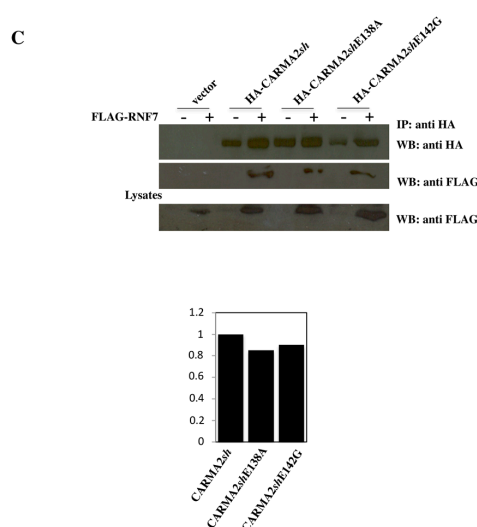 C
vector
HA-CARMA2sh
HA-CARMA2shE138A
HA-CARMA2shE142G
FLAG-RNF7
- + - + - + - +
IP: anti HA
WB: anti HA
WB: anti FLAG
Lysates
WB: anti FLAG
1.2
1
0.8
0.6
0.4
0.2
0
CARMA2sh
CARMA2shE138A
CARMA2shE142G